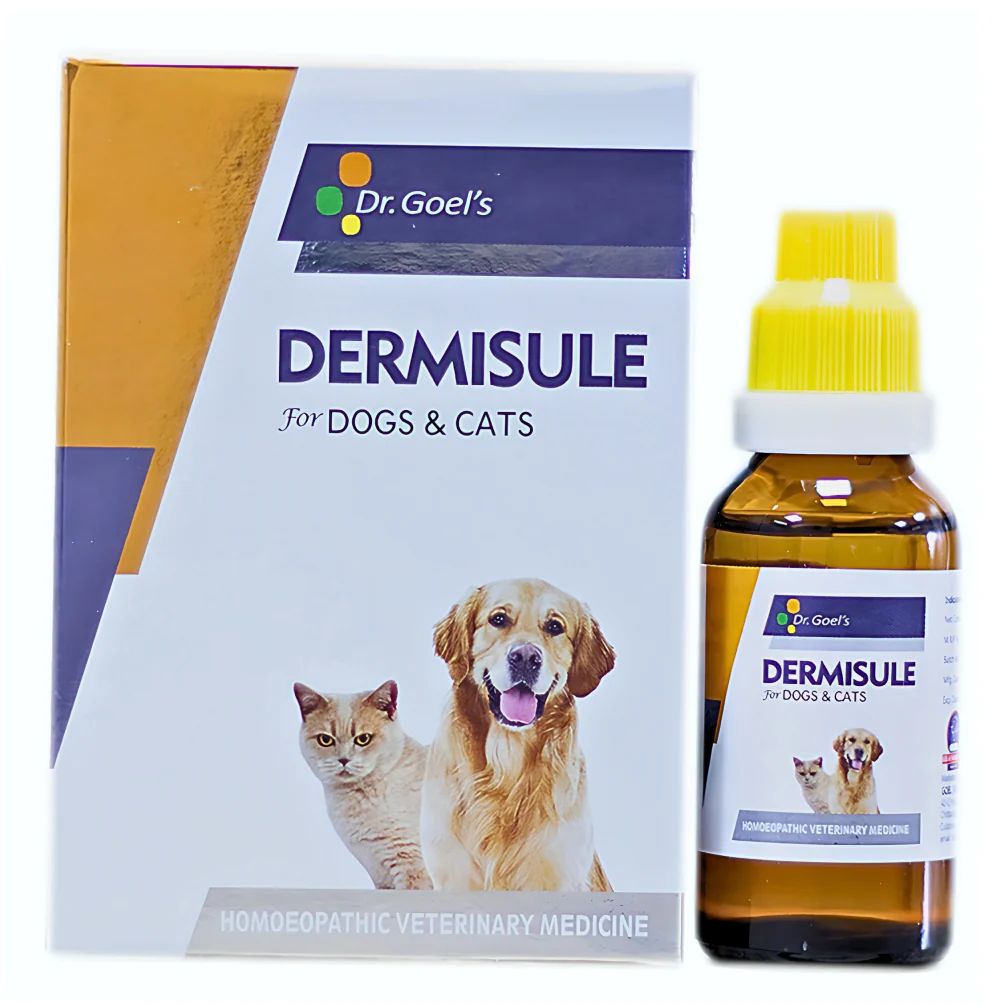 Dr. Goel's
DERMISULE
For DOGS & CATS
HOMOEOPATHIC VETERINARY MEDICINE
Dr. Goel's
DERMISULE
For DOGS & CATS
HOMOEOPATHIC VETERINARY MEDICINE